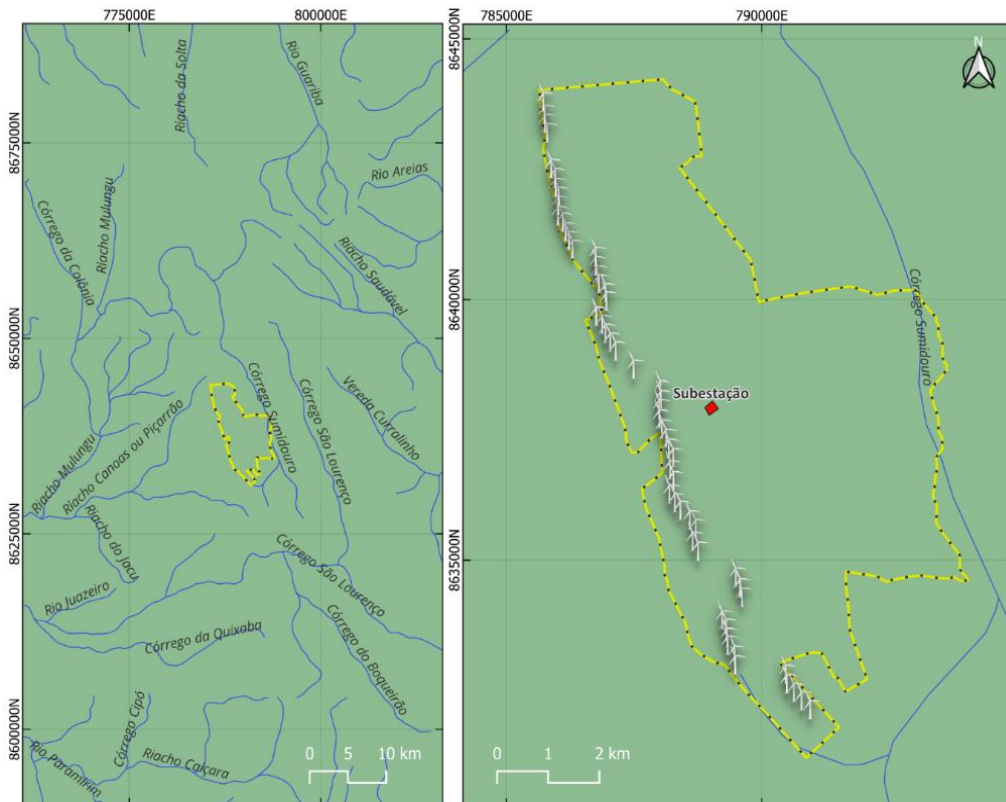 775000E
800000E
785000E
790000E
8645000N
8675000N
8650000N
8625000N
8600000N
8640000N
8635000N
N
Riacho da Solta
Rio Guariba
Rio Areias
Córrego da Colônia
Riacho Mulungu
Riacho Saudável
Córrego Sumidouro
Córrego São Lourenço
Vereda Curralinho
Riacho Mulungu
Riacho Canoas ou Piçarrão
Riacho do Jacu
Rio Juazeiro
Córrego São Lourenço
Córrego da Quixaba
Córrego do Boqueirão
Córrego Cipó
Rio Paramirim
Riacho Caiçara
0 5 10 km
Córrego Sumidouro
Subestação
0 1 2 km